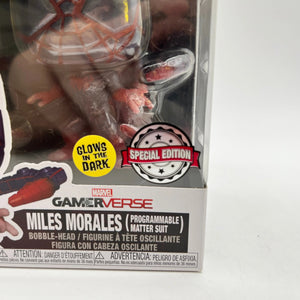 GLOWS
IN THE
DARK
SPECIAL EDITION
MARVEL
GAMERVERSE
MILES MORALES (PROGRAMMABLE MATTER SUIT)
BOBBLE-HEAD / FIGURINE À TÊTE OSCILLANTE
FIGURA CON CABEZA OSCILANTE